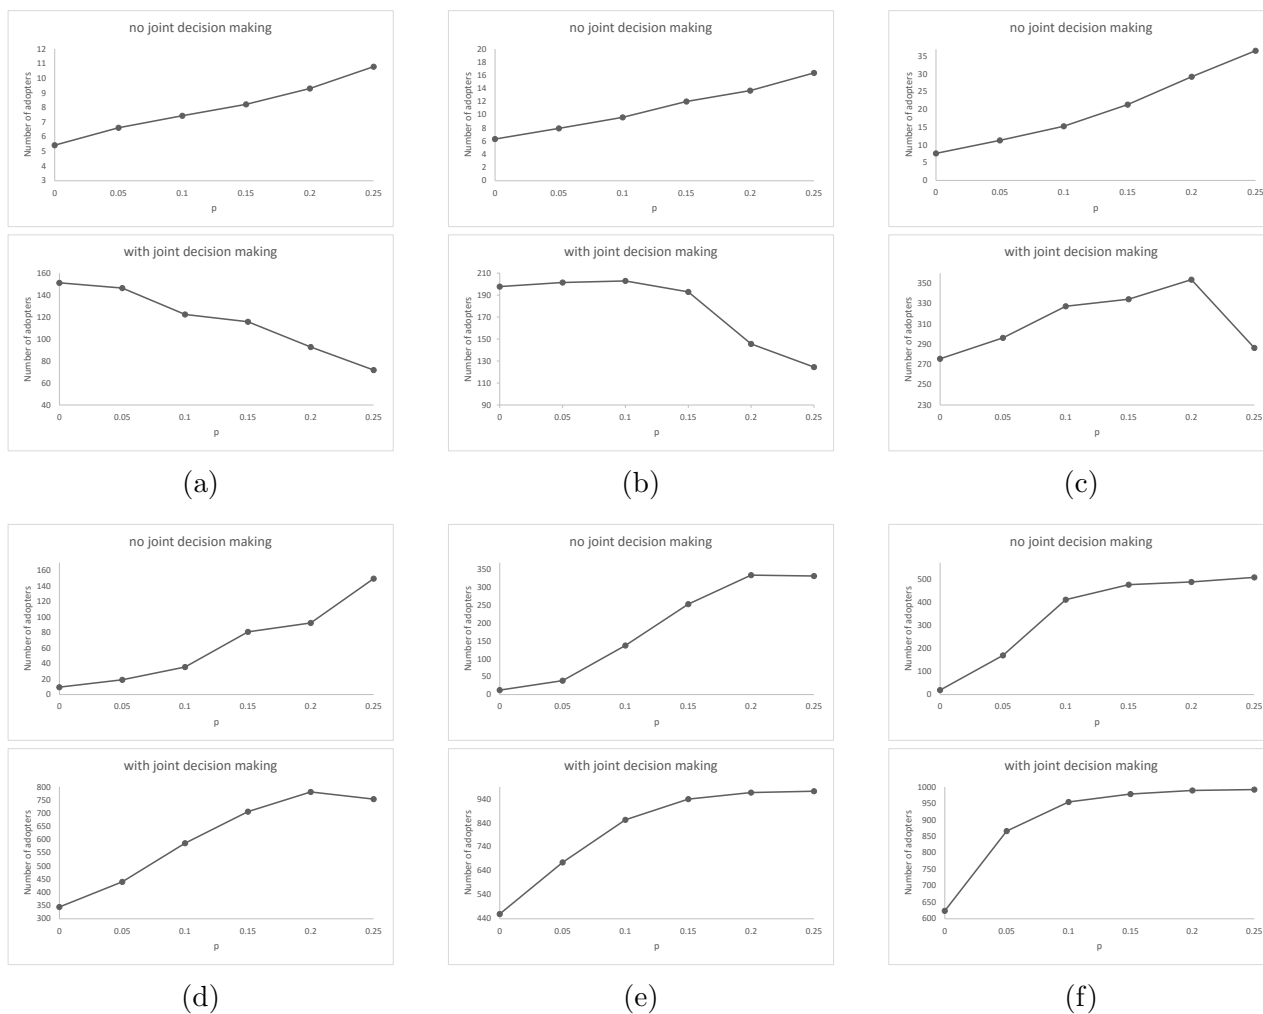 no joint decision making
Number of adopters
12
11
10
9
8
7
6
5
4
3
0 0.05 0.1 0.15 0.2 0.25
p
no joint decision making
Number of adopters
20
18
16
14
12
10
8
6
4
2
0
0 0.05 0.1 0.15 0.2 0.25
p
no joint decision making
Number of adopters
35
30
25
20
15
10
5
0
0 0.05 0.1 0.15 0.2 0.25
p
with joint decision making
Number of adopters
160
140
120
100
80
60
40
0 0.05 0.1 0.15 0.2 0.25
p
with joint decision making
Number of adopters
210
190
170
150
130
110
90
0 0.05 0.1 0.15 0.2 0.25
p
with joint decision making
Number of adopters
350
330
310
290
270
250
230
0 0.05 0.1 0.15 0.2 0.25
p
(a)
(b)
(c)
no joint decision making
Number of adopters
160
140
120
100
80
60
40
20
0
0 0.05 0.1 0.15 0.2 0.25
p
no joint decision making
Number of adopters
350
300
250
200
150
100
50
0
0 0.05 0.1 0.15 0.2 0.25
p
no joint decision making
Number of adopters
500
400
300
200
100
0
0 0.05 0.1 0.15 0.2 0.25
p
with joint decision making
Number of adopters
800
750
700
650
600
550
500
450
400
350
300
0 0.05 0.1 0.15 0.2 0.25
p
with joint decision making
Number of adopters
940
840
740
640
540
440
0 0.05 0.1 0.15 0.2 0.25
p
with joint decision making
Number of adopters
1000
950
900
850
800
750
700
650
600
0 0.05 0.1 0.15 0.2 0.25
p
(d)
(e)
(f)